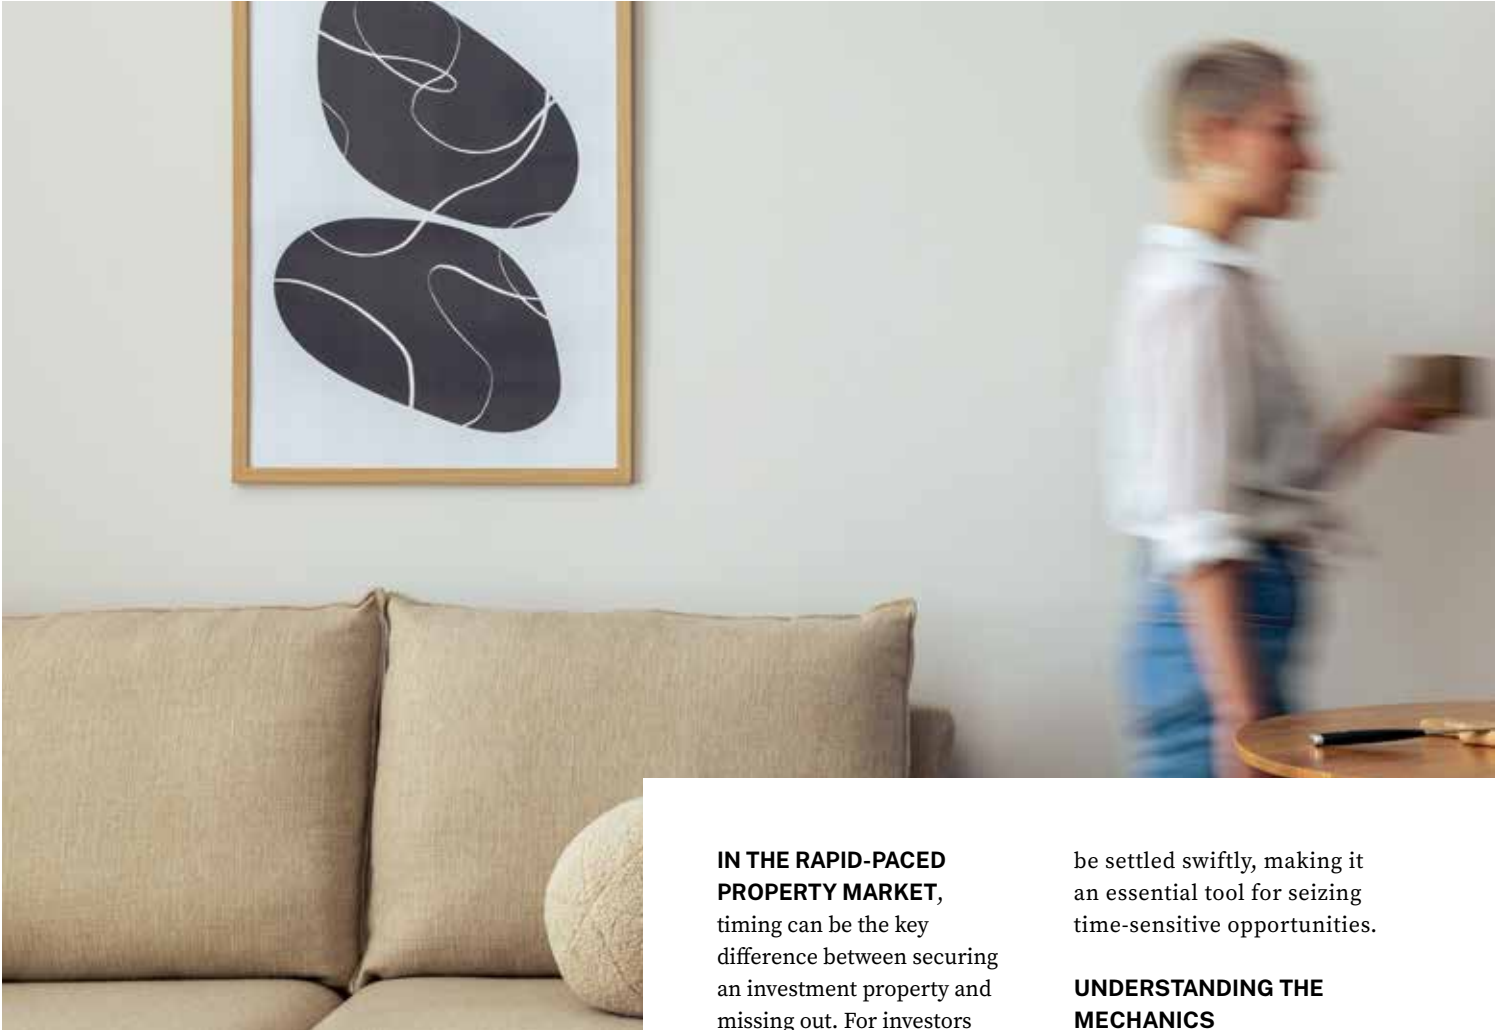 IN THE RAPID-PACED
PROPERTY MARKET,
timing can be the key
difference between securing
an investment property and
missing out. For investors
be settled swiftly, making it
an essential tool for seizing
time-sensitive opportunities.
UNDERSTANDING THE
MECHANICS